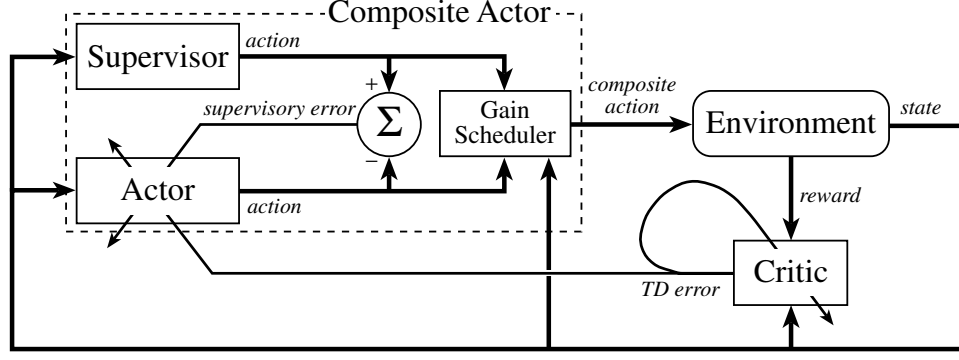 Composite Actor
Supervisor
action
+
supervisory error
Σ
−
Actor
action
Gain
Scheduler
composite
action
Environment
state
reward
Critic
TD error